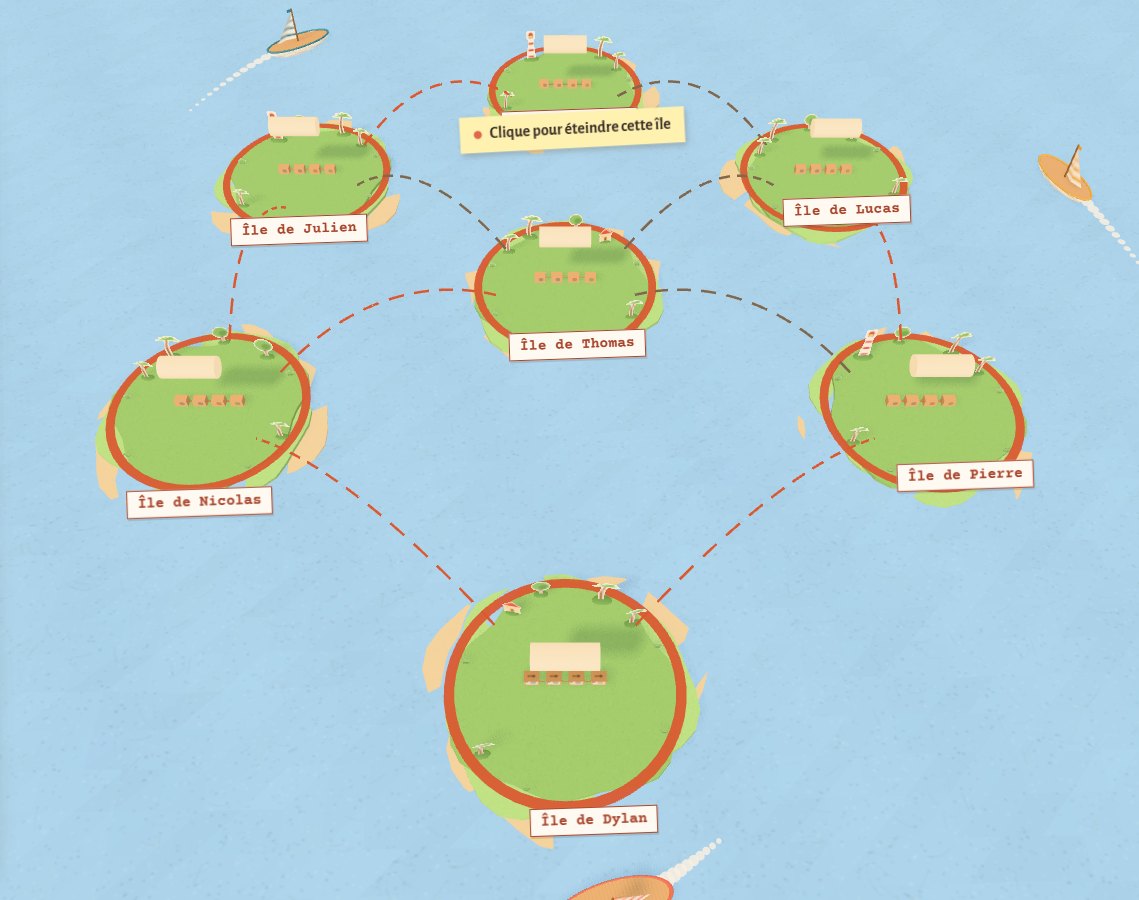 Clique pour éteindre cette île
Île de Julien
Île de Lucas
Île de Thomas
Île de Nicolas
Île de Pierre
Île de Dylan